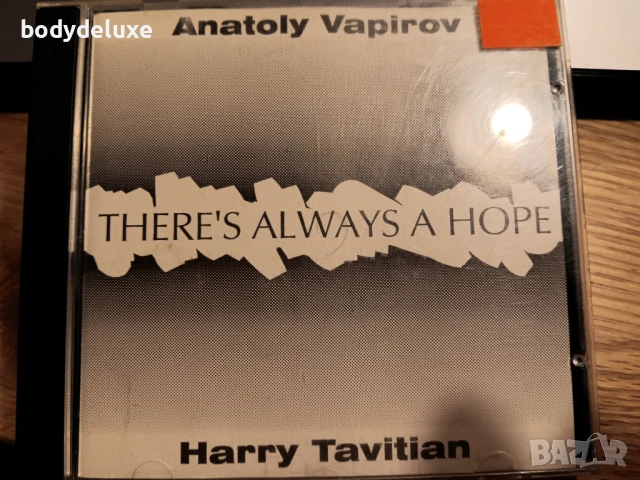 bodydeluxe
Anatoly Vapirov
THERE'S ALWAYS A HOPE
Harry Tavitian
BAZAR